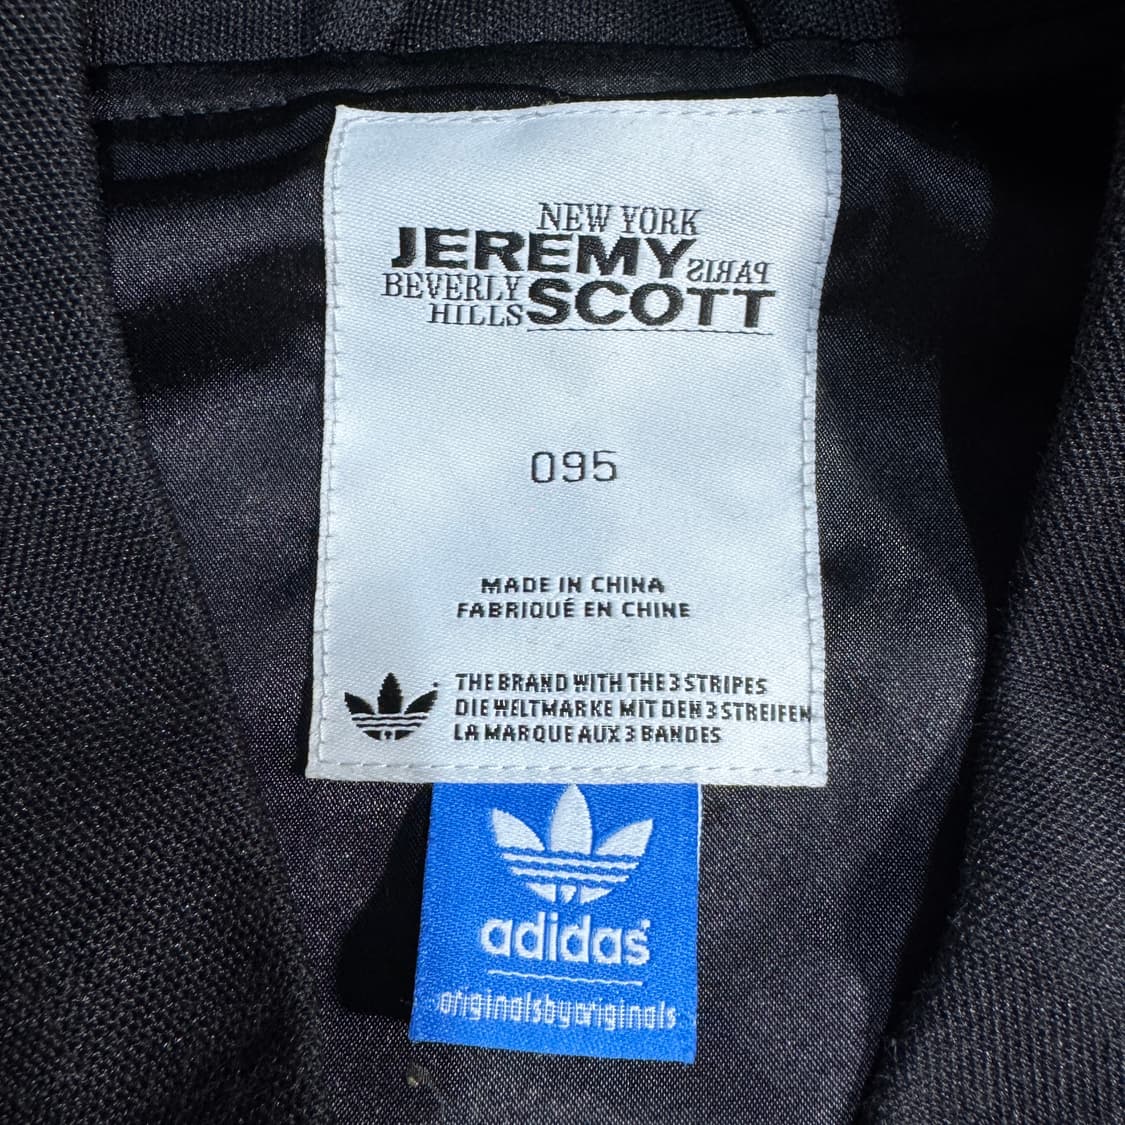 NEW YORK
JEREMY PARIS
BEVERLY
HILLS SCOTT
095
MADE IN CHINA
FABRIQUÉ EN CHINE
THE BRAND WITH THE 3 STRIPES
DIE WELTMARKE MIT DEN 3 STREIFEN
LA MARQUE AUX 3 BANDES
adidas
originalsbyoriginals